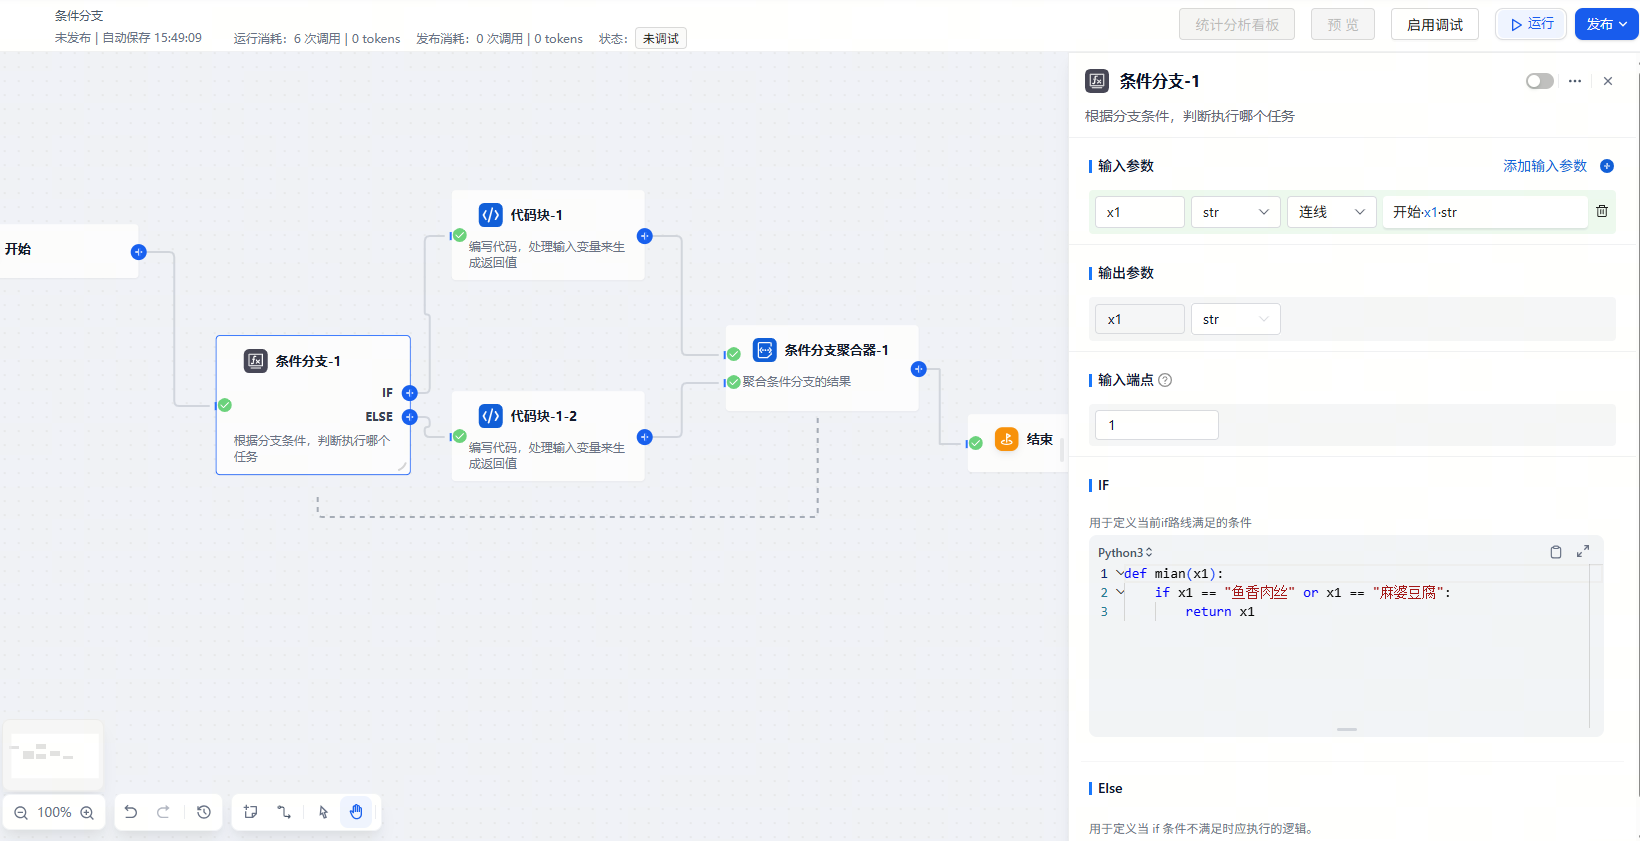 条件分支
未发布 | 自动保存 15:49:09
运行消耗：6 次调用 | 0 tokens
发布消耗：0 次调用 | 0 tokens
状态：
未调试
统计分析看板
预 览
启用调试
运行
发布
开始
条件分支-1
IF
ELSE
根据分支条件，判断执行哪个
任务
代码块-1
编写代码，处理输入变量来生
成返回值
代码块-1-2
编写代码，处理输入变量来生
成返回值
条件分支聚合器-1
聚合条件分支的结果
结束
100%
条件分支-1
根据分支条件，判断执行哪个任务
输入参数
添加输入参数
x1
str
连线
开始·x1·str
输出参数
x1
str
输入端点
1
IF
用于定义当前if路线满足的条件
Python3
1 def mian(x1):
2 if x1 == "鱼香肉丝" or x1 == "麻婆豆腐":
3 return x1
Else
用于定义当 if 条件不满足时应执行的逻辑。